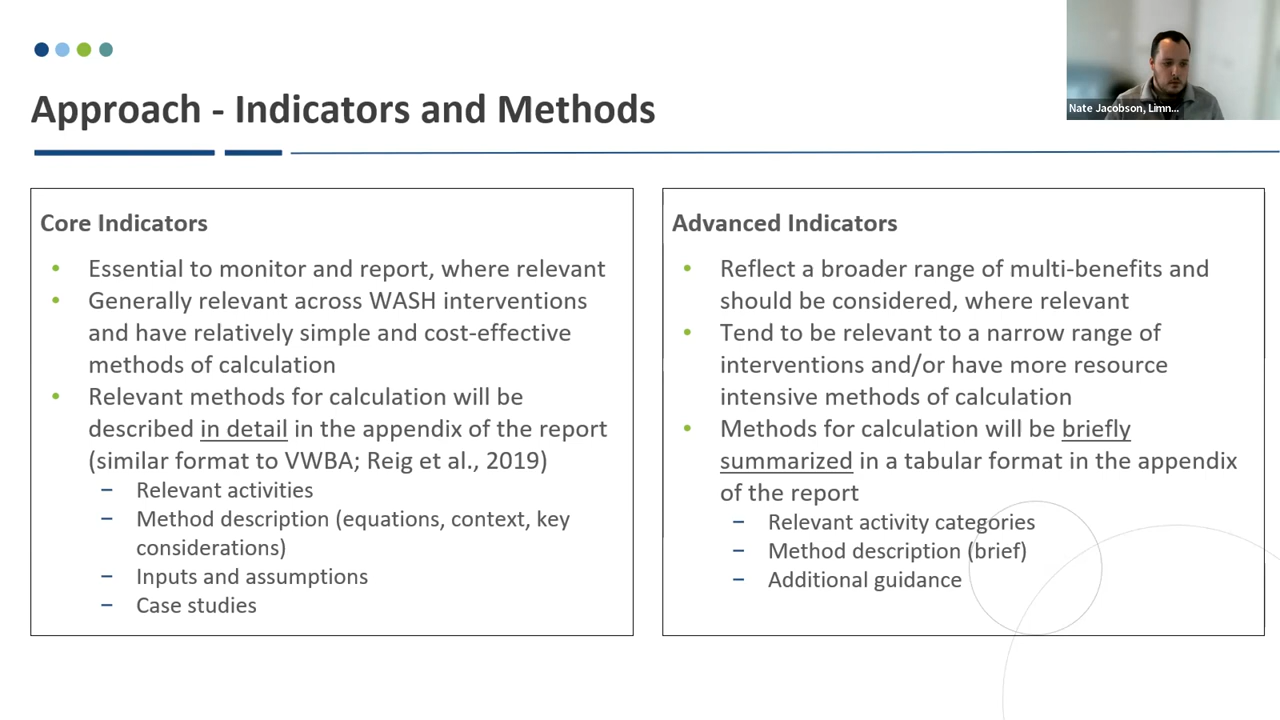 Approach - Indicators and Methods
Nate Jacobson, Limn...
Core Indicators
• Essential to monitor and report, where relevant
• Generally relevant across WASH interventions
and have relatively simple and cost-effective
methods of calculation
• Relevant methods for calculation will be
described in detail in the appendix of the report
(similar format to VWBA; Reig et al., 2019)
– Relevant activities
– Method description (equations, context, key
considerations)
– Inputs and assumptions
– Case studies
Advanced Indicators
• Reflect a broader range of multi-benefits and
should be considered, where relevant
• Tend to be relevant to a narrow range of
interventions and/or have more resource
intensive methods of calculation
• Methods for calculation will be briefly
summarized in a tabular format in the appendix
of the report
– Relevant activity categories
– Method description (brief)
– Additional guidance